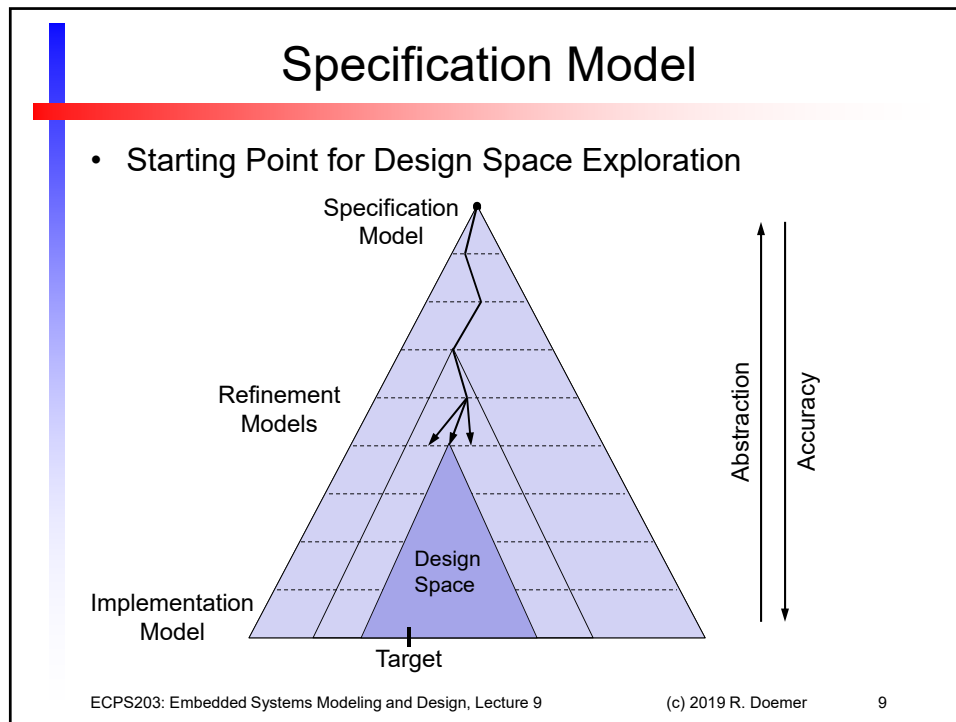 Specification Model
• Starting Point for Design Space Exploration
Specification
Model
Refinement
Models
Abstraction
Accuracy
Design
Space
Implementation
Model
Target
ECPS203: Embedded Systems Modeling and Design, Lecture 9 (c) 2019 R. Doemer 9